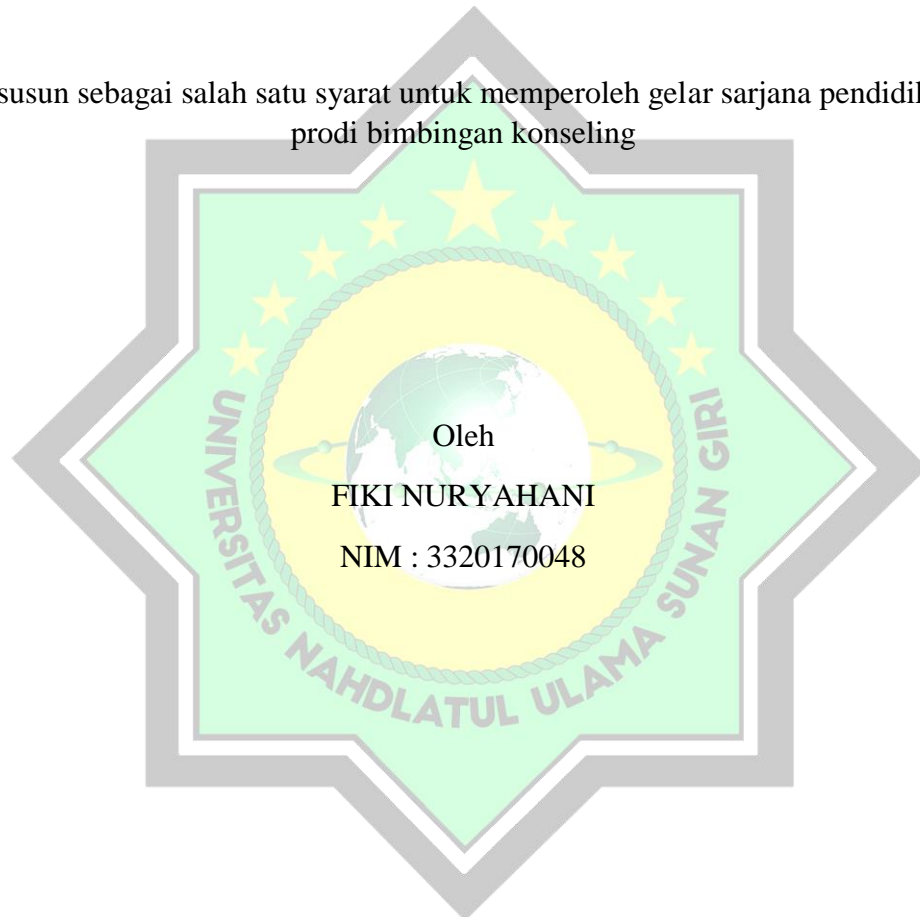 susun sebagai salah satu syarat untuk memperoleh gelar sarjana
prodi bimbingan konseling
Oleh
FIKI NURYAHANI
NIM : 3320170048
UNIVERSITAS NAHDLATUL ULAMA SUNAN GIRI